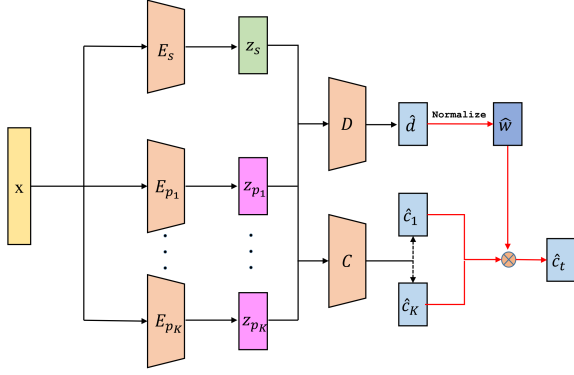 x
E_s
z_s
E_{p_1}
z_{p_1}
E_{p_K}
z_{p_K}
D
d̂
Normalize
ŵ
C
ĉ_1
ĉ_K
⊗
ĉ_t